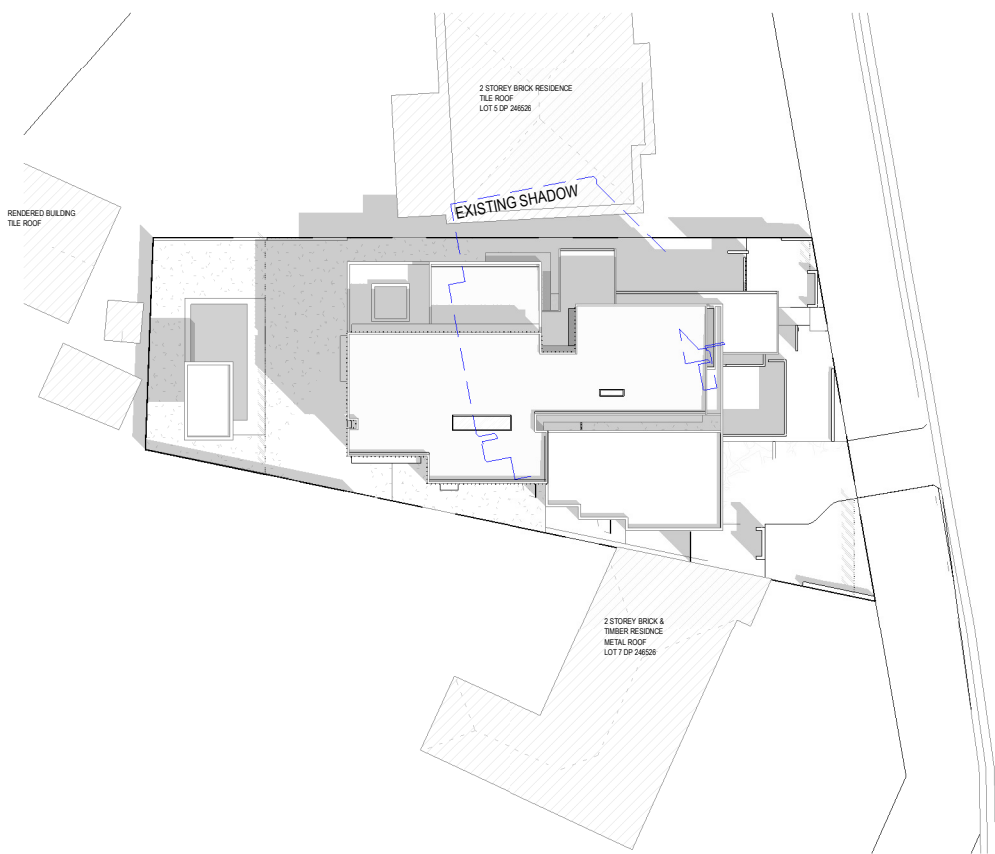 2 STOREY BRICK RESIDENCE
TILE ROOF
LOT 5 DP 246526
EXISTING SHADOW
RENDERED BUILDING
TILE ROOF
2 STOREY BRICK &
TIMBER RESIDNCE
METAL ROOF
LOT 7 DP 246526